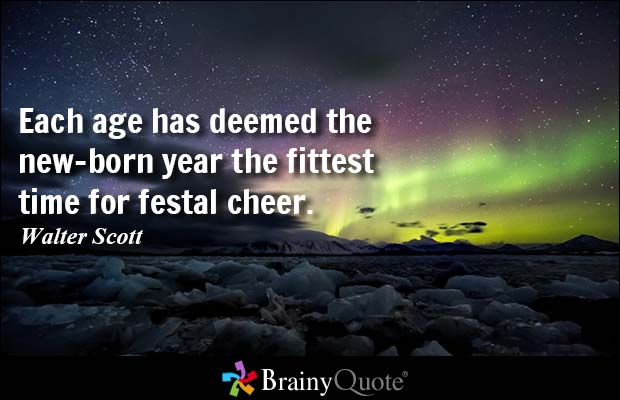 Each age has deemed the
new-born year the fittest
time for festal cheer.
Walter Scott
BrainyQuote®